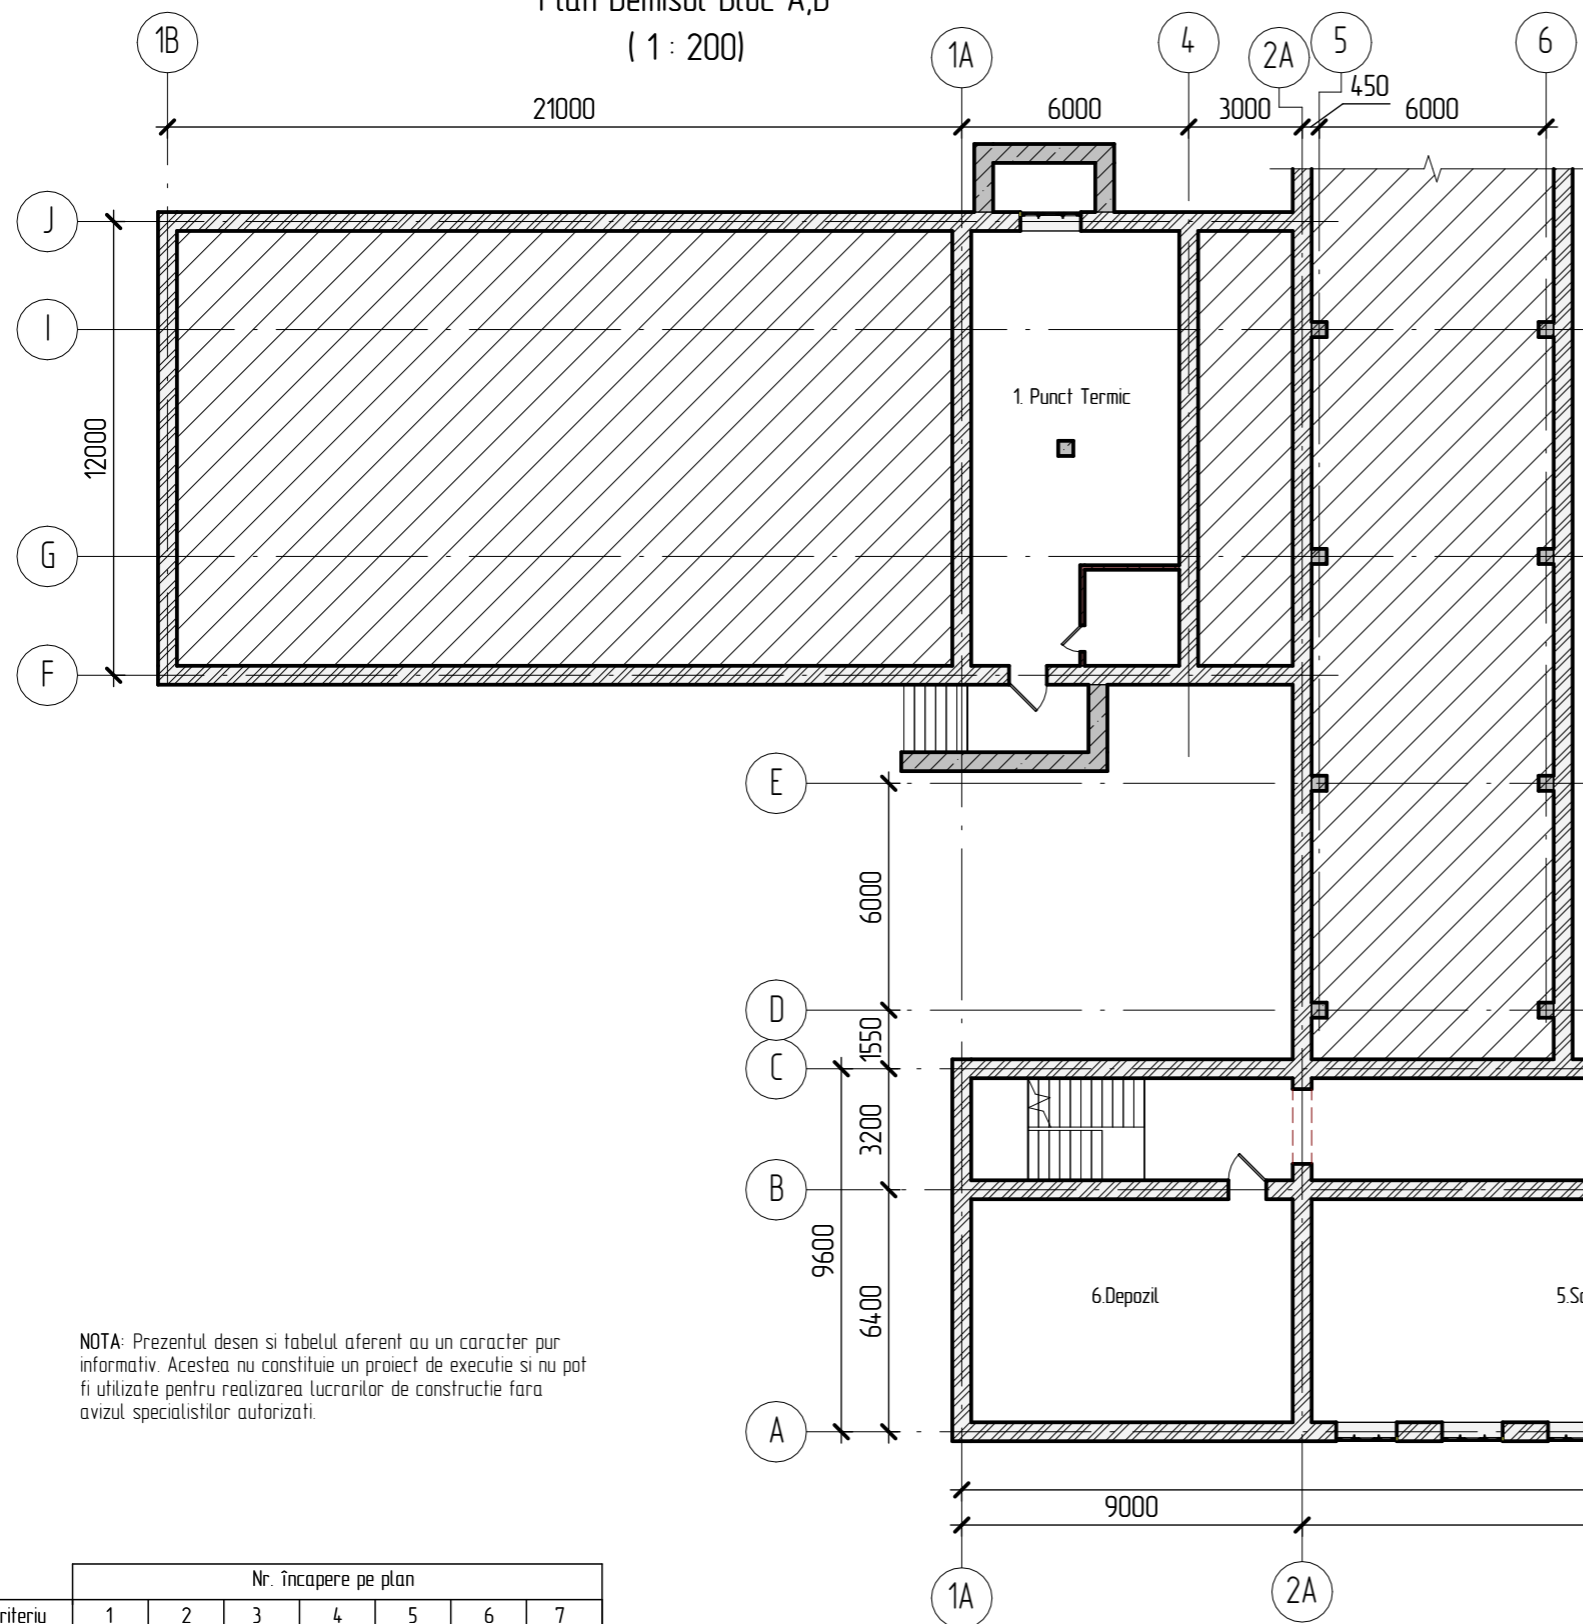 Plan Demisol Bloc A,B
( 1 : 200)
1B
1A
4
2A
5
6
21000
6000
3000
450
6000
J
I
12000
1. Punct Termic
G
F
E
6000
D
1550
C
3200
B
9600
6400
6.Depozil
5.So
A
NOTA: Prezentul desen si tabelul aferent au un caracter pur
informativ. Acestea nu constituie un proiect de executie si nu pot
fi utilizate pentru realizarea lucrarilor de constructie fara
avizul specialistilor autorizati.
9000
1A
2A
Nr. încapere pe plan
riteriu 1 2 3 4 5 6 7